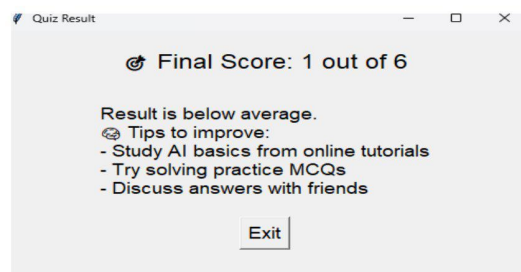 Quiz Result
🎯 Final Score: 1 out of 6
Result is below average.
🧠 Tips to improve:
- Study AI basics from online tutorials
- Try solving practice MCQs
- Discuss answers with friends
Exit